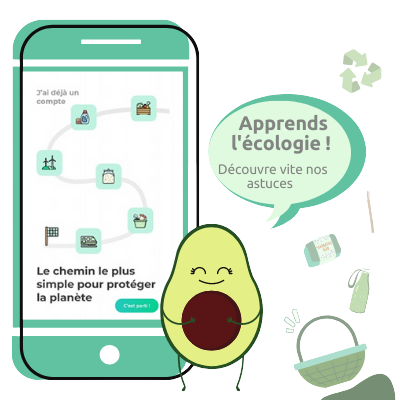 J'ai déjà un
compte
Le chemin le plus
simple pour protéger
la planète
C'est parti !
Apprends
l'écologie !
Découvre vite nos
astuces